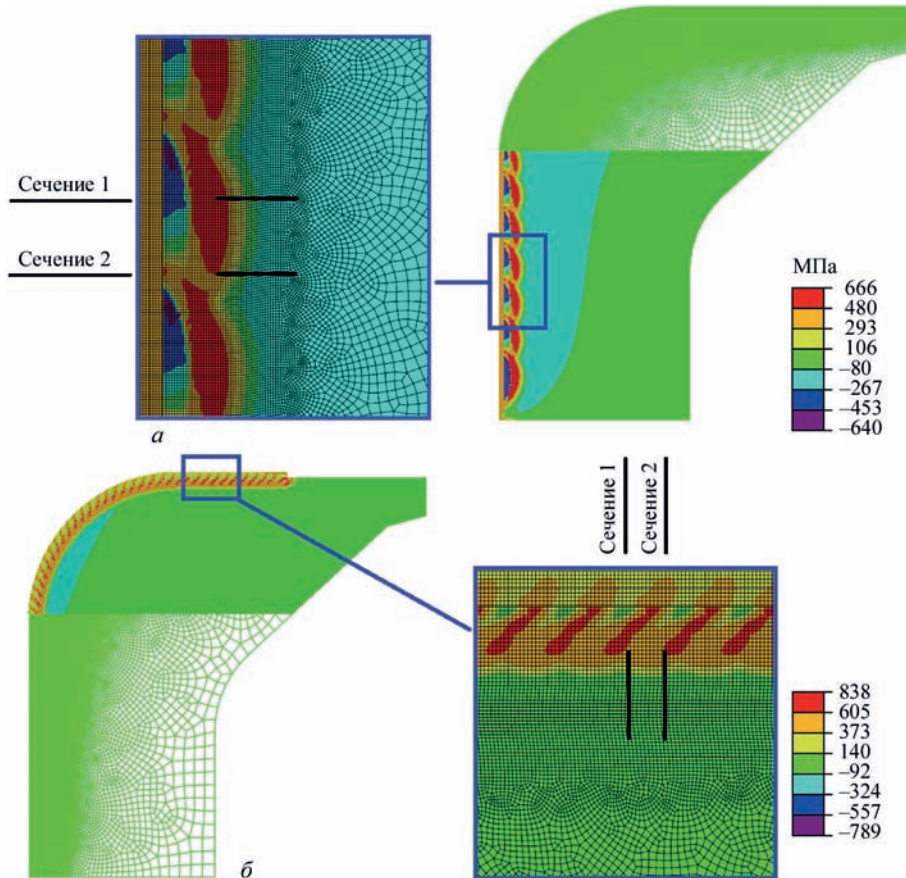 Сечение 1
Сечение 2
а
МПа
666
480
293
106
–80
–267
–453
–640
Сечение 1
Сечение 2
838
605
373
140
–92
–324
–557
–789
б